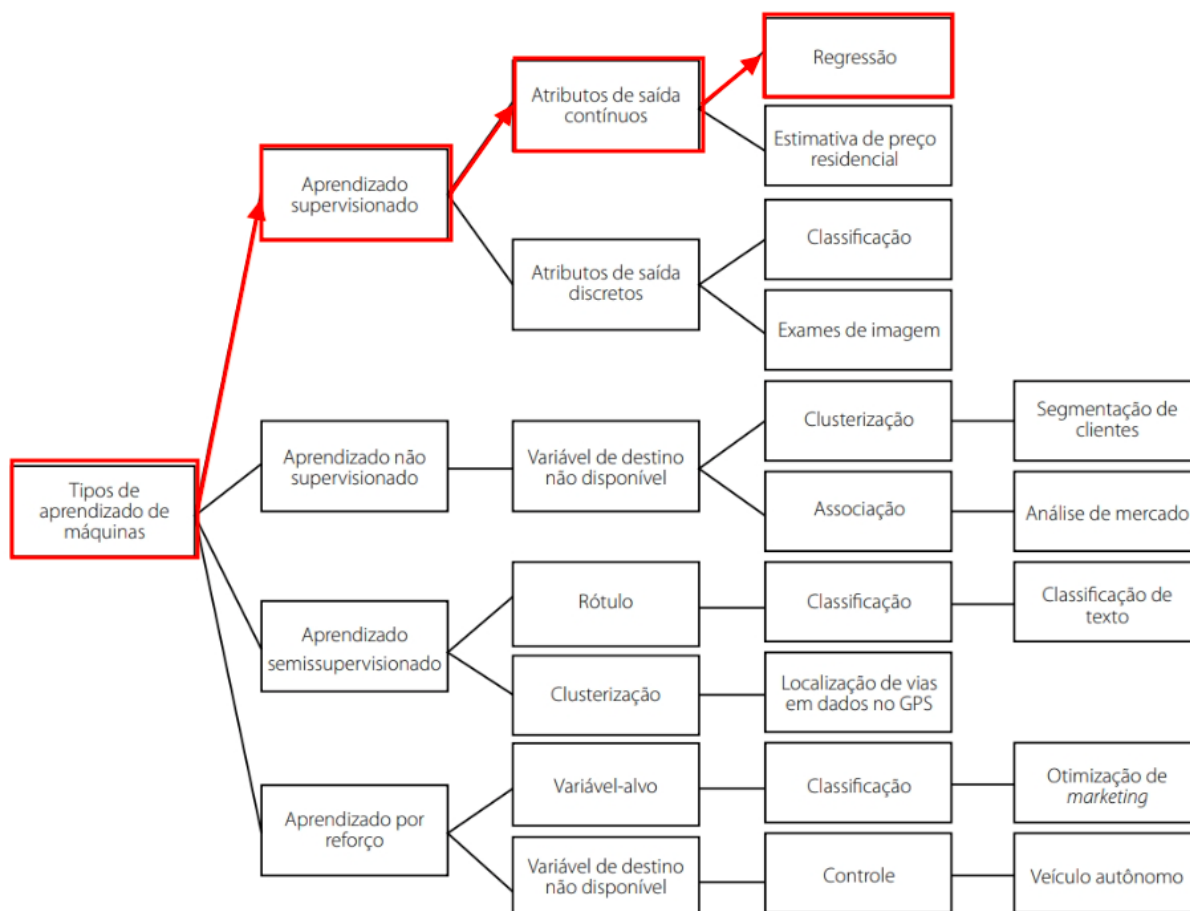 Regressão
Atributos de saída
contínuos
Estimativa de preço
residencial
Aprendizado
supervisionado
Classificação
Atributos de saída
discretos
Exames de imagem
Clusterização
Segmentação de
clientes
Aprendizado não
supervisionado
Variável de destino
não disponível
Tipos de
aprendizado de
máquinas
Associação
Análise de mercado
Rótulo
Classificação
Classificação de
texto
Aprendizado
semissupervisionado
Clusterização
Localização de vias
em dados no GPS
Variável-alvo
Classificação
Otimização de
marketing
Aprendizado por
reforço
Variável de destino
não disponível
Controle
Veículo autônomo